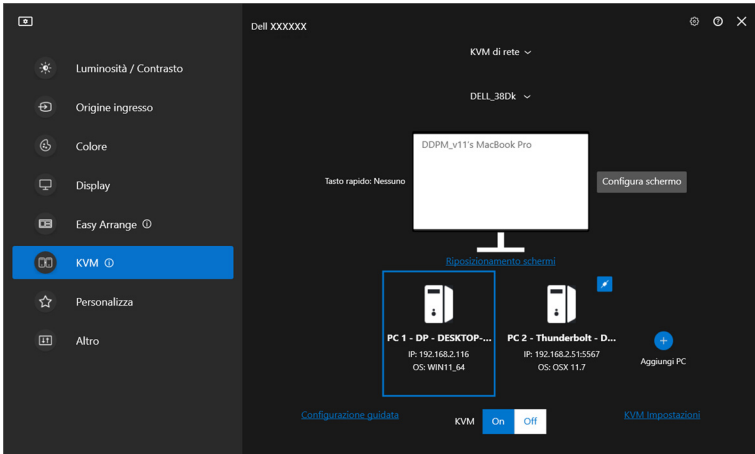 Dell XXXXXX
Luminosità / Contrasto
Origine ingresso
Colore
Display
Easy Arrange
KVM
Personalizza
Altro
KVM di rete
DELL_38Dk
DDPM_v11's MacBook Pro
Tasto rapido: Nessuno
Configura schermo
Riposizionamento schermi
PC 1 - DP - DESKTOP-...
IP: 192.168.2.116
OS: WIN11_64
PC 2 - Thunderbolt - D...
IP: 192.168.2.51:5567
OS: OSX 11.7
Aggiungi PC
Configurazione guidata
KVM On Off
KVM Impostazioni